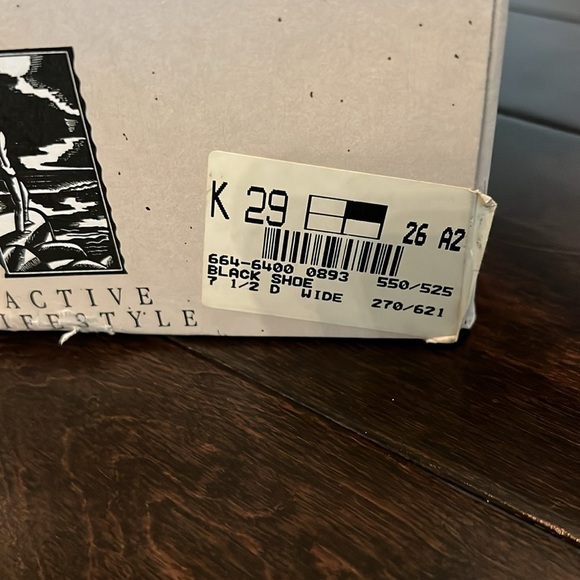 ACTIVE
LIFESTYLE
K 29
26 A2
664-6400 0893 550/525
BLACK SHOE
7 1/2 D WIDE 270/621